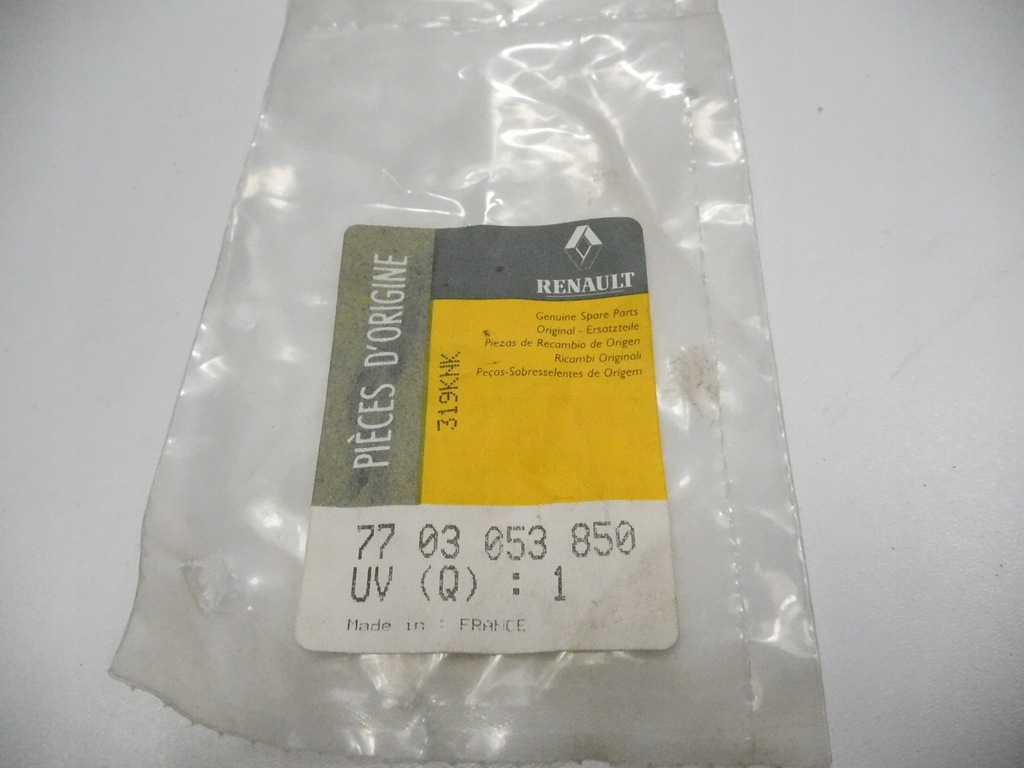 RENAULT
PIÈCES D'ORIGINE
Genuine Spare Parts
Original - Ersatzteile
Piezas de Recambio de Origen
Ricambi Originali
Peças-Sobresselentes de Origem
319KNK
77 03 053 850
UV (Q) : 1
Made in : FRANCE